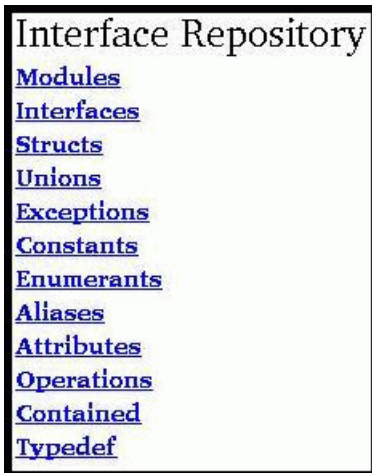 Interface Repository
Modules
Interfaces
Structs
Unions
Exceptions
Constants
Enumerants
Aliases
Attributes
Operations
Contained
Typedef